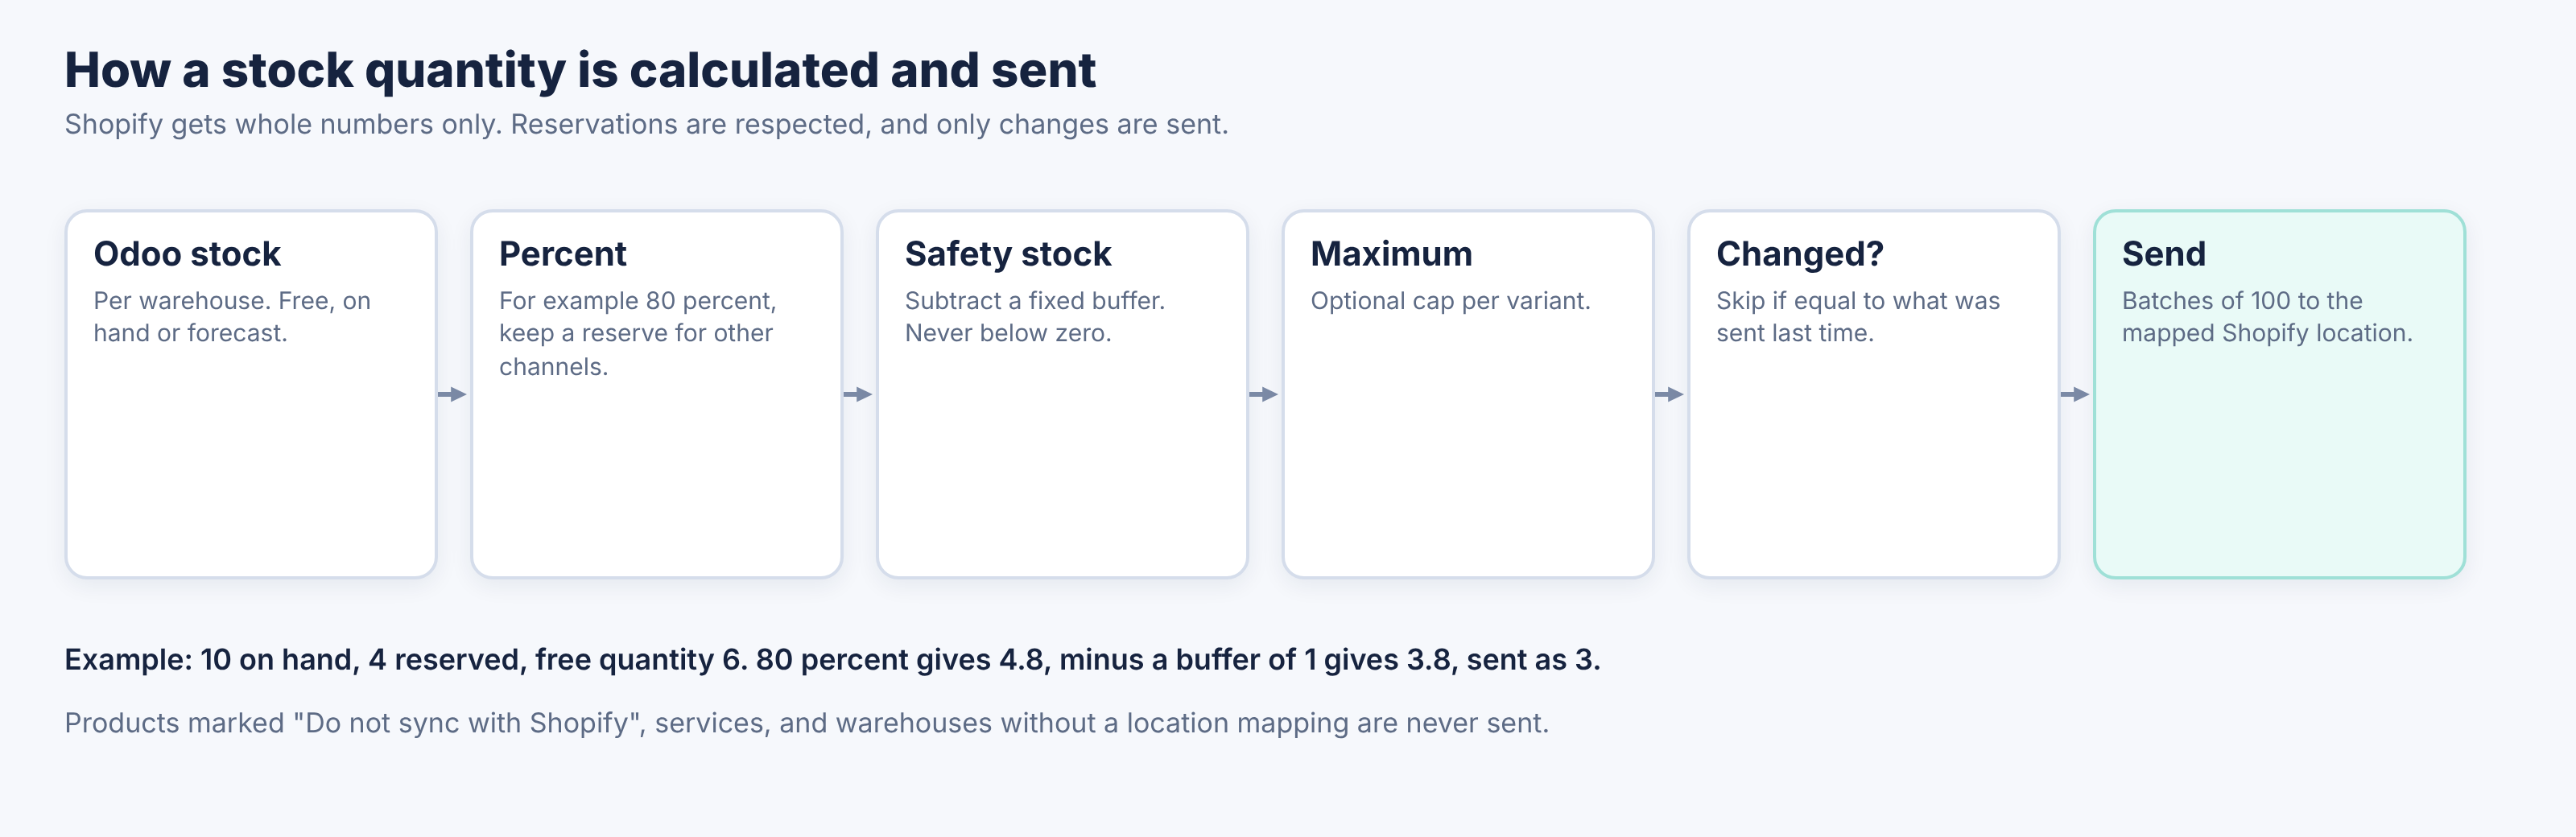 How a stock quantity is calculated and sent
Shopify gets whole numbers only. Reservations are respected, and only changes are sent.
Odoo stock
Per warehouse. Free, on
hand or forecast.
Percent
For example 80 percent,
keep a reserve for other
channels.
Safety stock
Subtract a fixed buffer.
Never below zero.
Maximum
Optional cap per variant.
Changed?
Skip if equal to what was
sent last time.
Send
Batches of 100 to the
mapped Shopify location.
Example: 10 on hand, 4 reserved, free quantity 6. 80 percent gives 4.8, minus a buffer of 1 gives 3.8, sent as 3.
Products marked "Do not sync with Shopify", services, and warehouses without a location mapping are never sent.